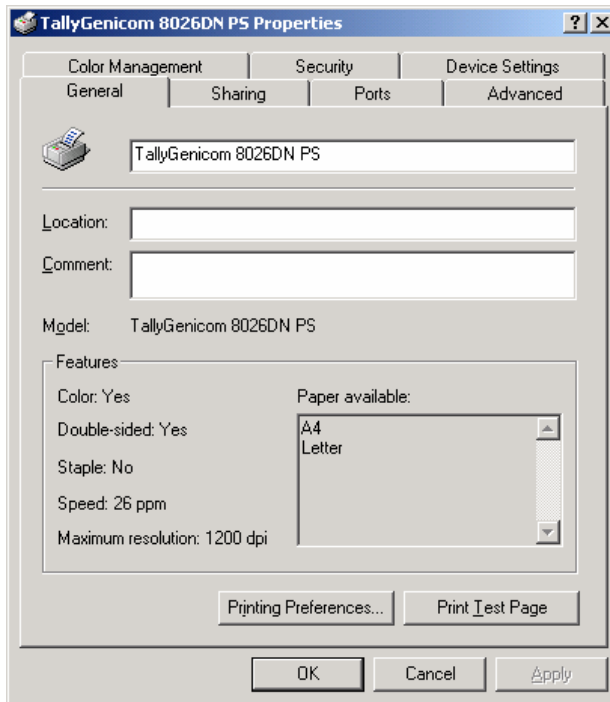 TallyGenicom 8026DN PS Properties
Color Management Security Device Settings
General Sharing Ports Advanced
TallyGenicom 8026DN PS
Location:
Comment:
Model: TallyGenicom 8026DN PS
Features
Color: Yes
Paper available:
Double-sided: Yes
A4
Letter
Staple: No
Speed: 26 ppm
Maximum resolution: 1200 dpi
Printing Preferences... Print Test Page
OK Cancel Apply